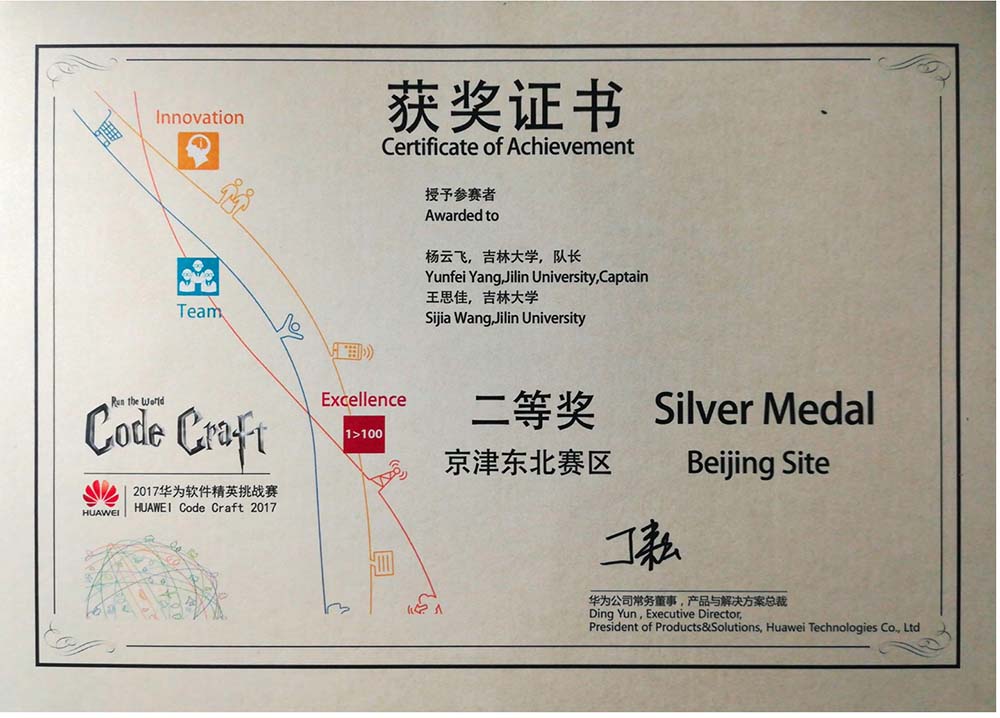 获奖证书
Certificate of Achievement
Innovation
授予参赛者
Awarded to
杨云飞，吉林大学，队长
Yunfei Yang,Jilin University,Captain
王思佳，吉林大学
Sijia Wang,Jilin University
Team
Excellence
1>100
二等奖 Silver Medal
京津东北赛区 Beijing Site
Run the World
Code Craft
HUAWEI
2017华为软件精英挑战赛
HUAWEI Code Craft 2017
丁耘
华为公司常务董事，产品与解决方案总裁
Ding Yun , Executive Director,
President of Products&Solutions, Huawei Technologies Co., Ltd